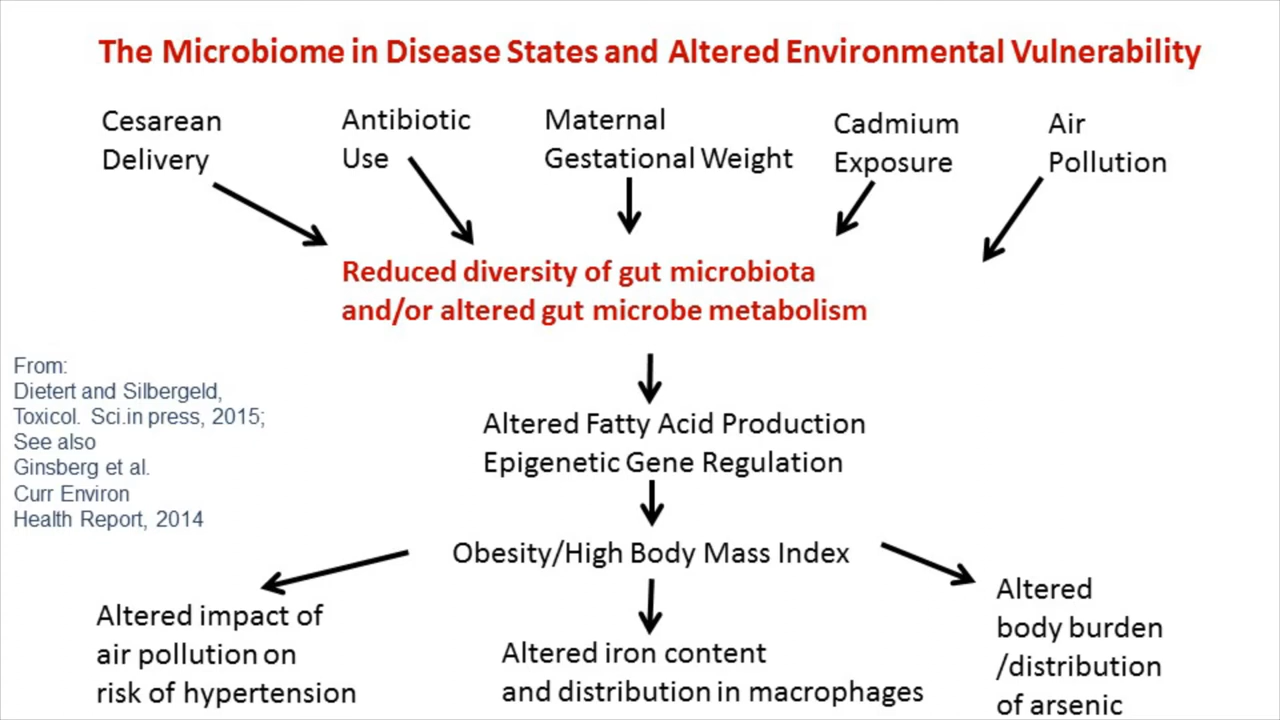 The Microbiome in Disease States and Altered Environmental Vulnerability
Cesarean
Delivery
Antibiotic
Use
Maternal
Gestational Weight
Cadmium
Exposure
Air
Pollution
Reduced diversity of gut microbiota
and/or altered gut microbe metabolism
From:
Dietert and Silbergeld,
Toxicol. Sci.in press, 2015;
See also
Ginsberg et al.
Curr Environ
Health Report, 2014
Altered Fatty Acid Production
Epigenetic Gene Regulation
Obesity/High Body Mass Index
Altered impact of
air pollution on
risk of hypertension
Altered iron content
and distribution in macrophages
Altered
body burden
/distribution
of arsenic